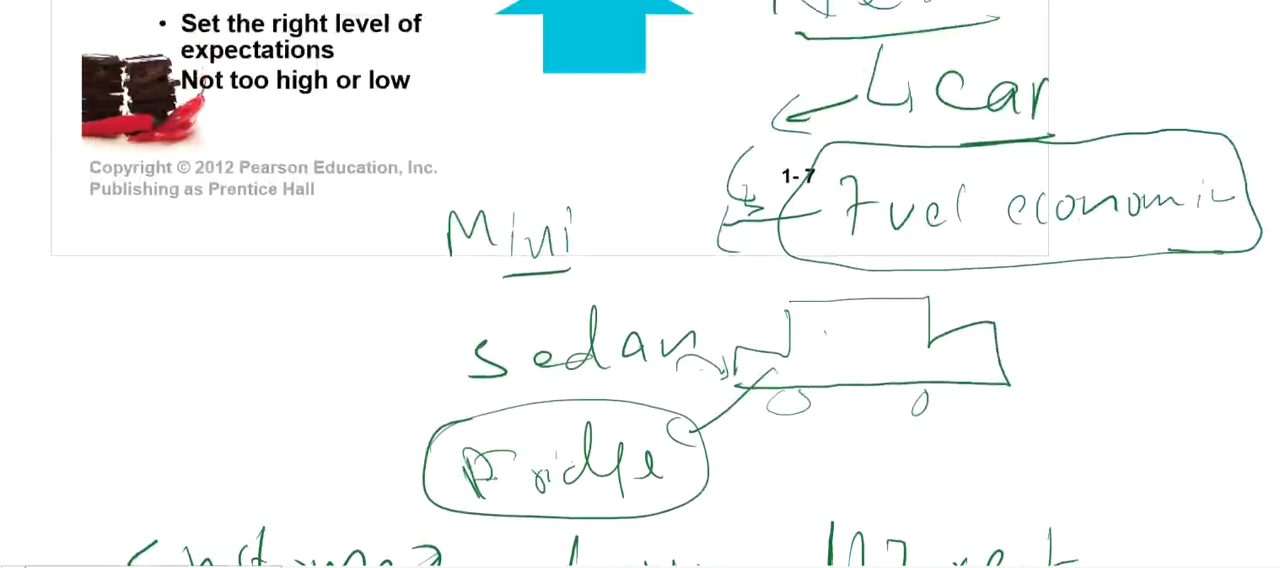 • Set the right level of
expectations
Not too high or low
car
Copyright © 2012 Pearson Education, Inc.
Publishing as Prentice Hall
1- 7
Fuel economic
Mini
Sedan